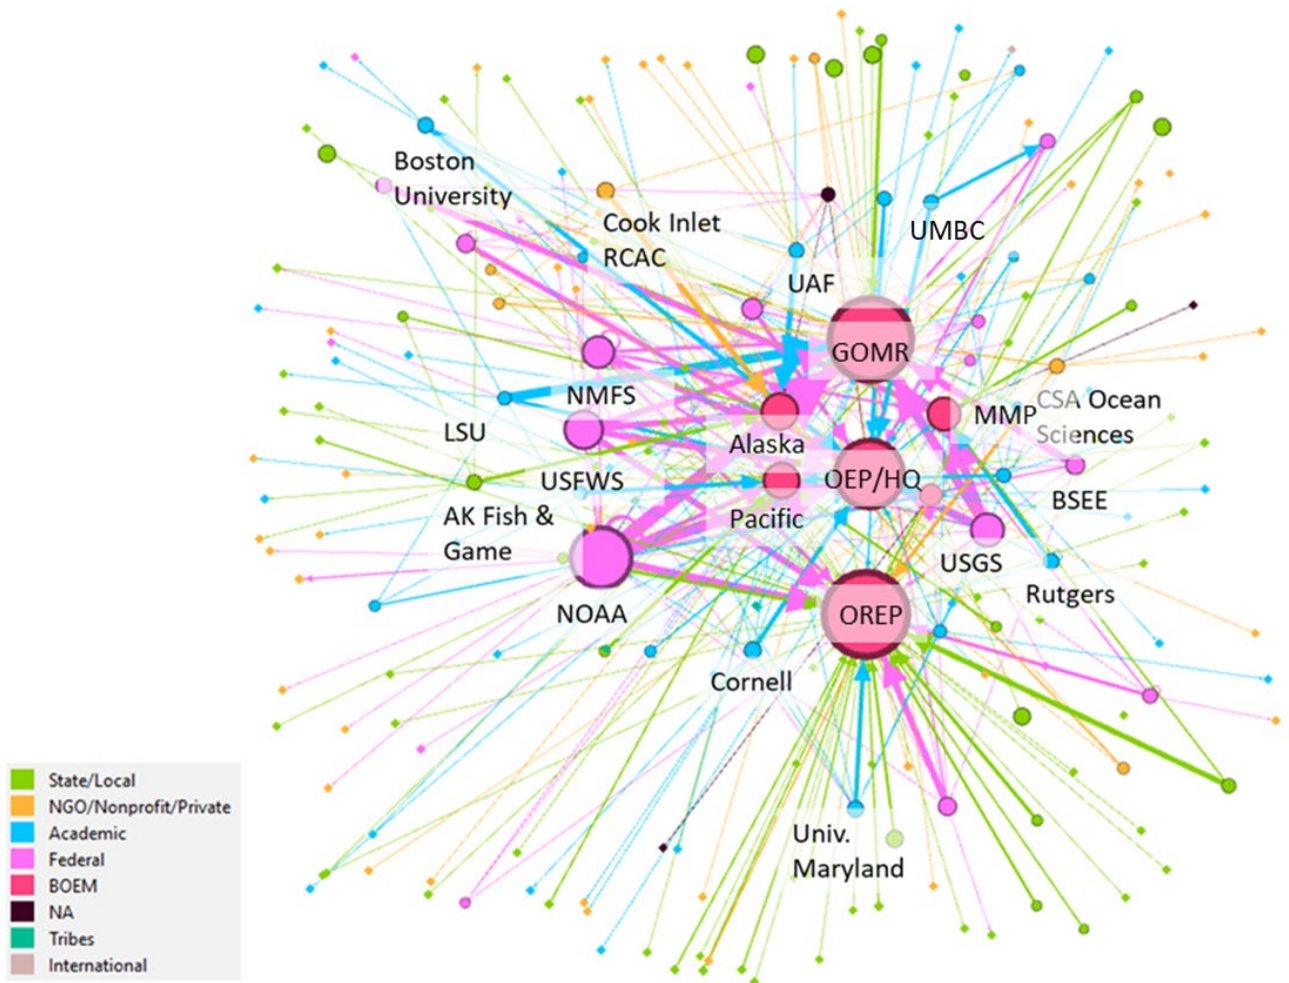 Boston
University
Cook Inlet
RCAC
UMBC
UAF
GOMR
NMFS
LSU
Alaska
MMP
CSA Ocean
Sciences
USFWS
OEP/HQ
BSEE
AK Fish &
Game
Pacific
USGS
Rutgers
NOAA
OREP
Cornell
Univ.
Maryland
State/Local
NGO/Nonprofit/Private
Academic
Federal
BOEM
NA
Tribes
International